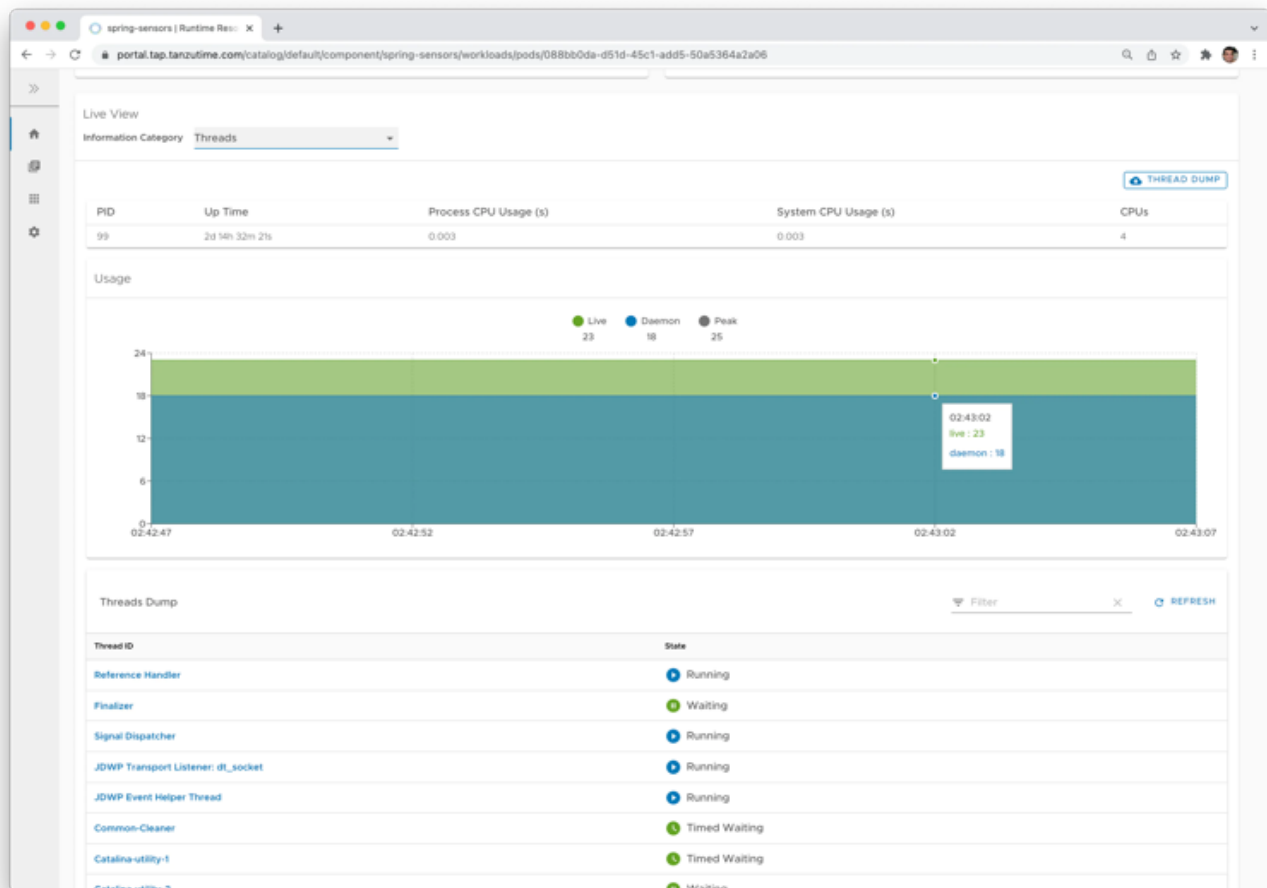 spring-sensors | Runtime Reso
portal.tap.tanzutime.com/catalog/default/component/spring-sensors/workloads/pods/088bb0da-d51d-45c1-add5-50a5364a2a06
Live View
Information Category Threads
THREAD DUMP
PID Up Time Process CPU Usage (s) System CPU Usage (s) CPUs
99 2d 14h 32m 21s 0.003 0.003 4
Usage
Live Daemon Peak
23 18 25
24
18
12
6
0
02:43:02
live : 23
daemon : 18
02:42:47 02:42:52 02:42:57 02:43:02 02:43:07
Threads Dump Filter REFRESH
Thread ID State
Reference Handler Running
Finalizer Waiting
Signal Dispatcher Running
JDWP Transport Listener: dt_socket Running
JDWP Event Helper Thread Running
Common-Cleaner Timed Waiting
Catalina-utility-1 Timed Waiting
Catalina-utility-2 Waiting